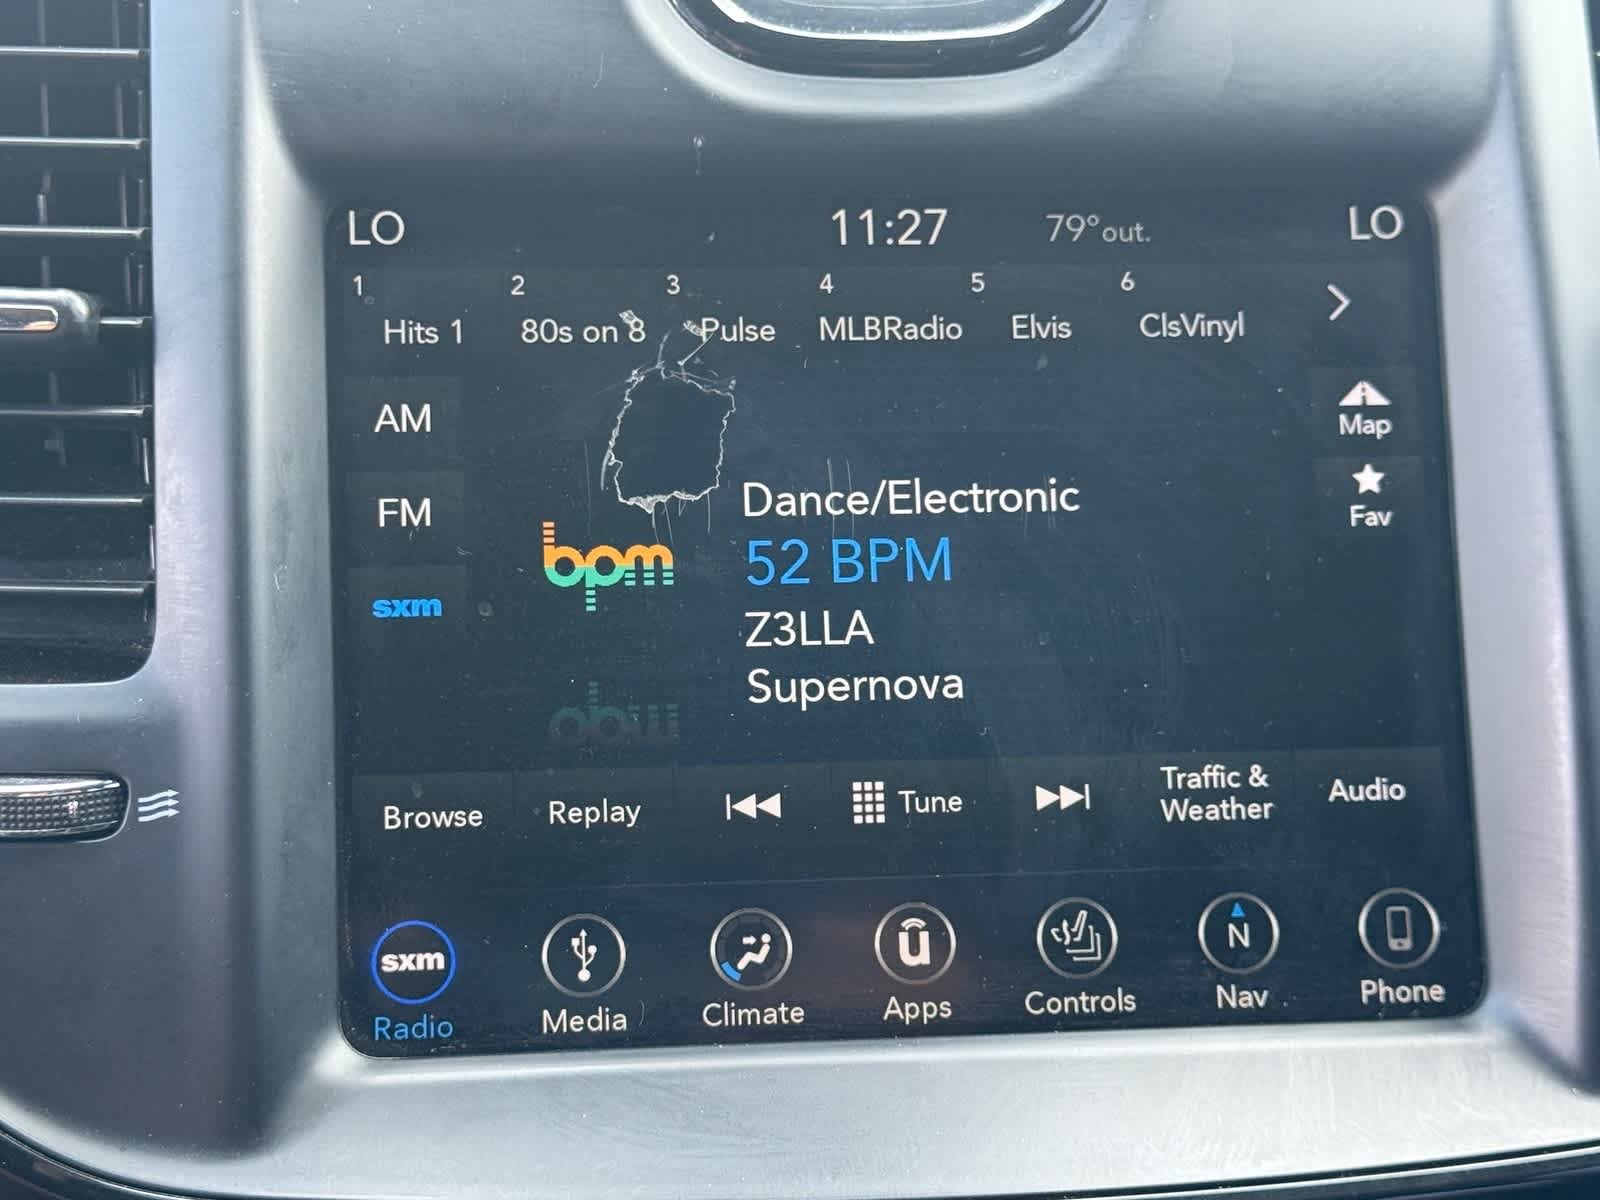 LO 11:27 79° out. LO
1 2 3 4 5 6
Hits 1 80s on 8 Pulse MLBRadio Elvis ClsVinyl
AM
FM
sxm
Map
Fav
bpm
Dance/Electronic
52 BPM
Z3LLA
Supernova
Browse Replay Tune Traffic & Weather Audio
sxm u N
Radio Media Climate Apps Controls Nav Phone